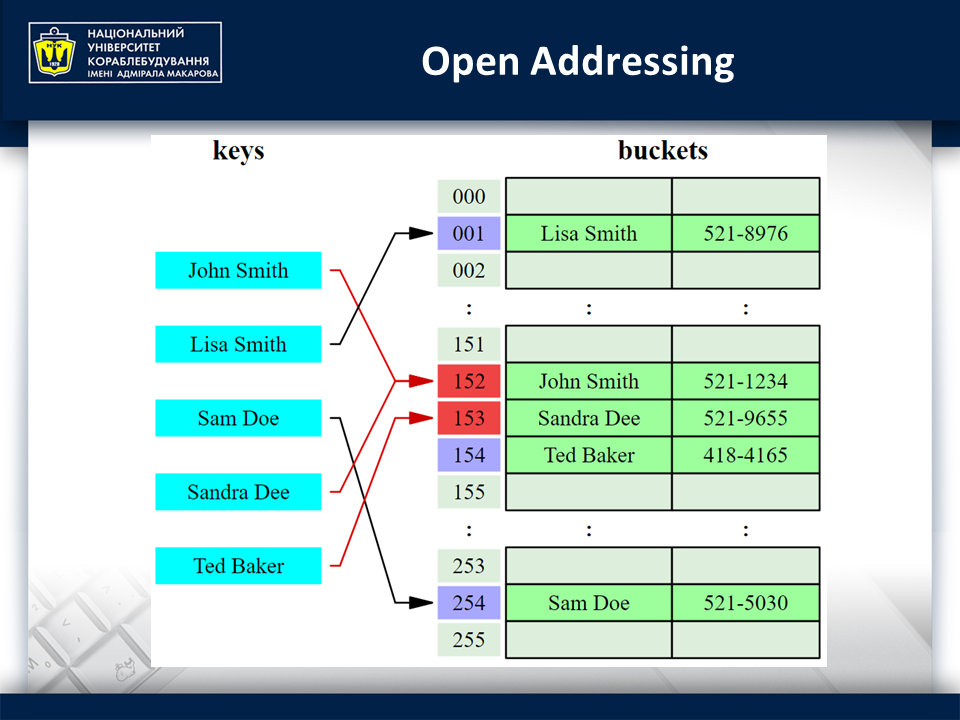 НАЦІОНАЛЬНИЙ
УНІВЕРСИТЕТ
КОРАБЛЕБУДУВАННЯ
ІМЕНІ АДМІРАЛА МАКАРОВА
НУК
1920
Open Addressing
keys
buckets
John Smith
Lisa Smith
Sam Doe
Sandra Dee
Ted Baker
000
001 Lisa Smith 521-8976
002
: : :
151
152 John Smith 521-1234
153 Sandra Dee 521-9655
154 Ted Baker 418-4165
155
: : :
253
254 Sam Doe 521-5030
255